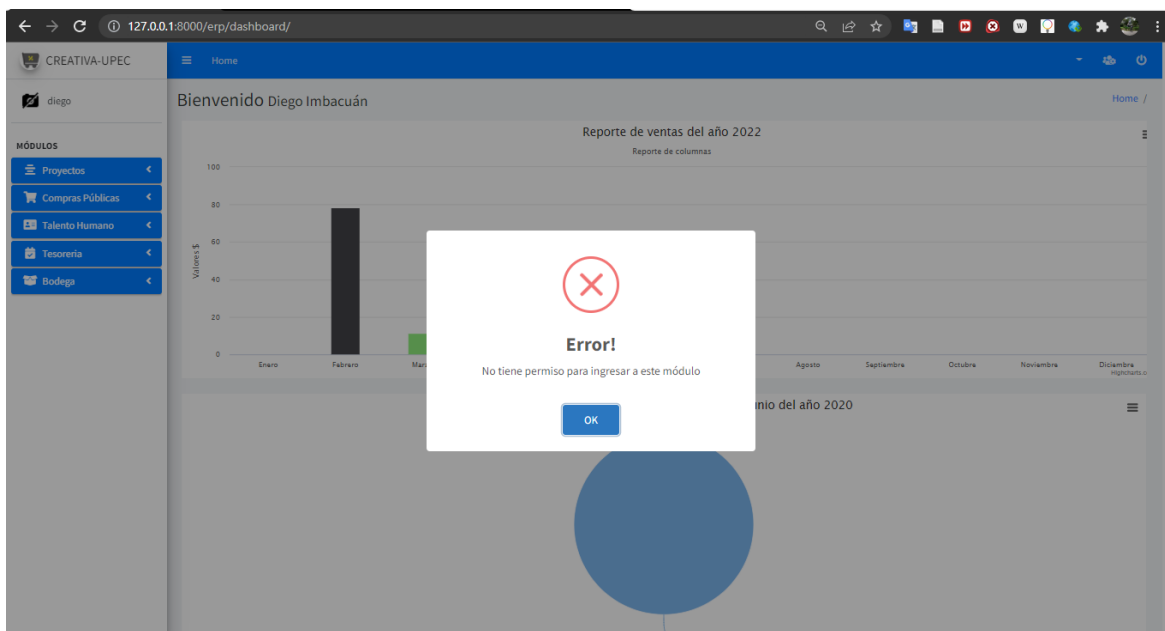 127.0.0.1:8000/erp/dashboard/
CREATIVA-UPEC
Home
diego
Bienvenido Diego Imbacuán
Home /
MÓDULOS
Proyectos
Compras Públicas
Talento Humano
Tesoreria
Bodega
Reporte de ventas del año 2022
Reporte de columnas
Valores $
100
80
60
40
20
0
Enero
Febrero
Agosto
Septiembre
Octubre
Noviembre
Diciembre
Error!
No tiene permiso para ingresar a este módulo
OK
del año 2020